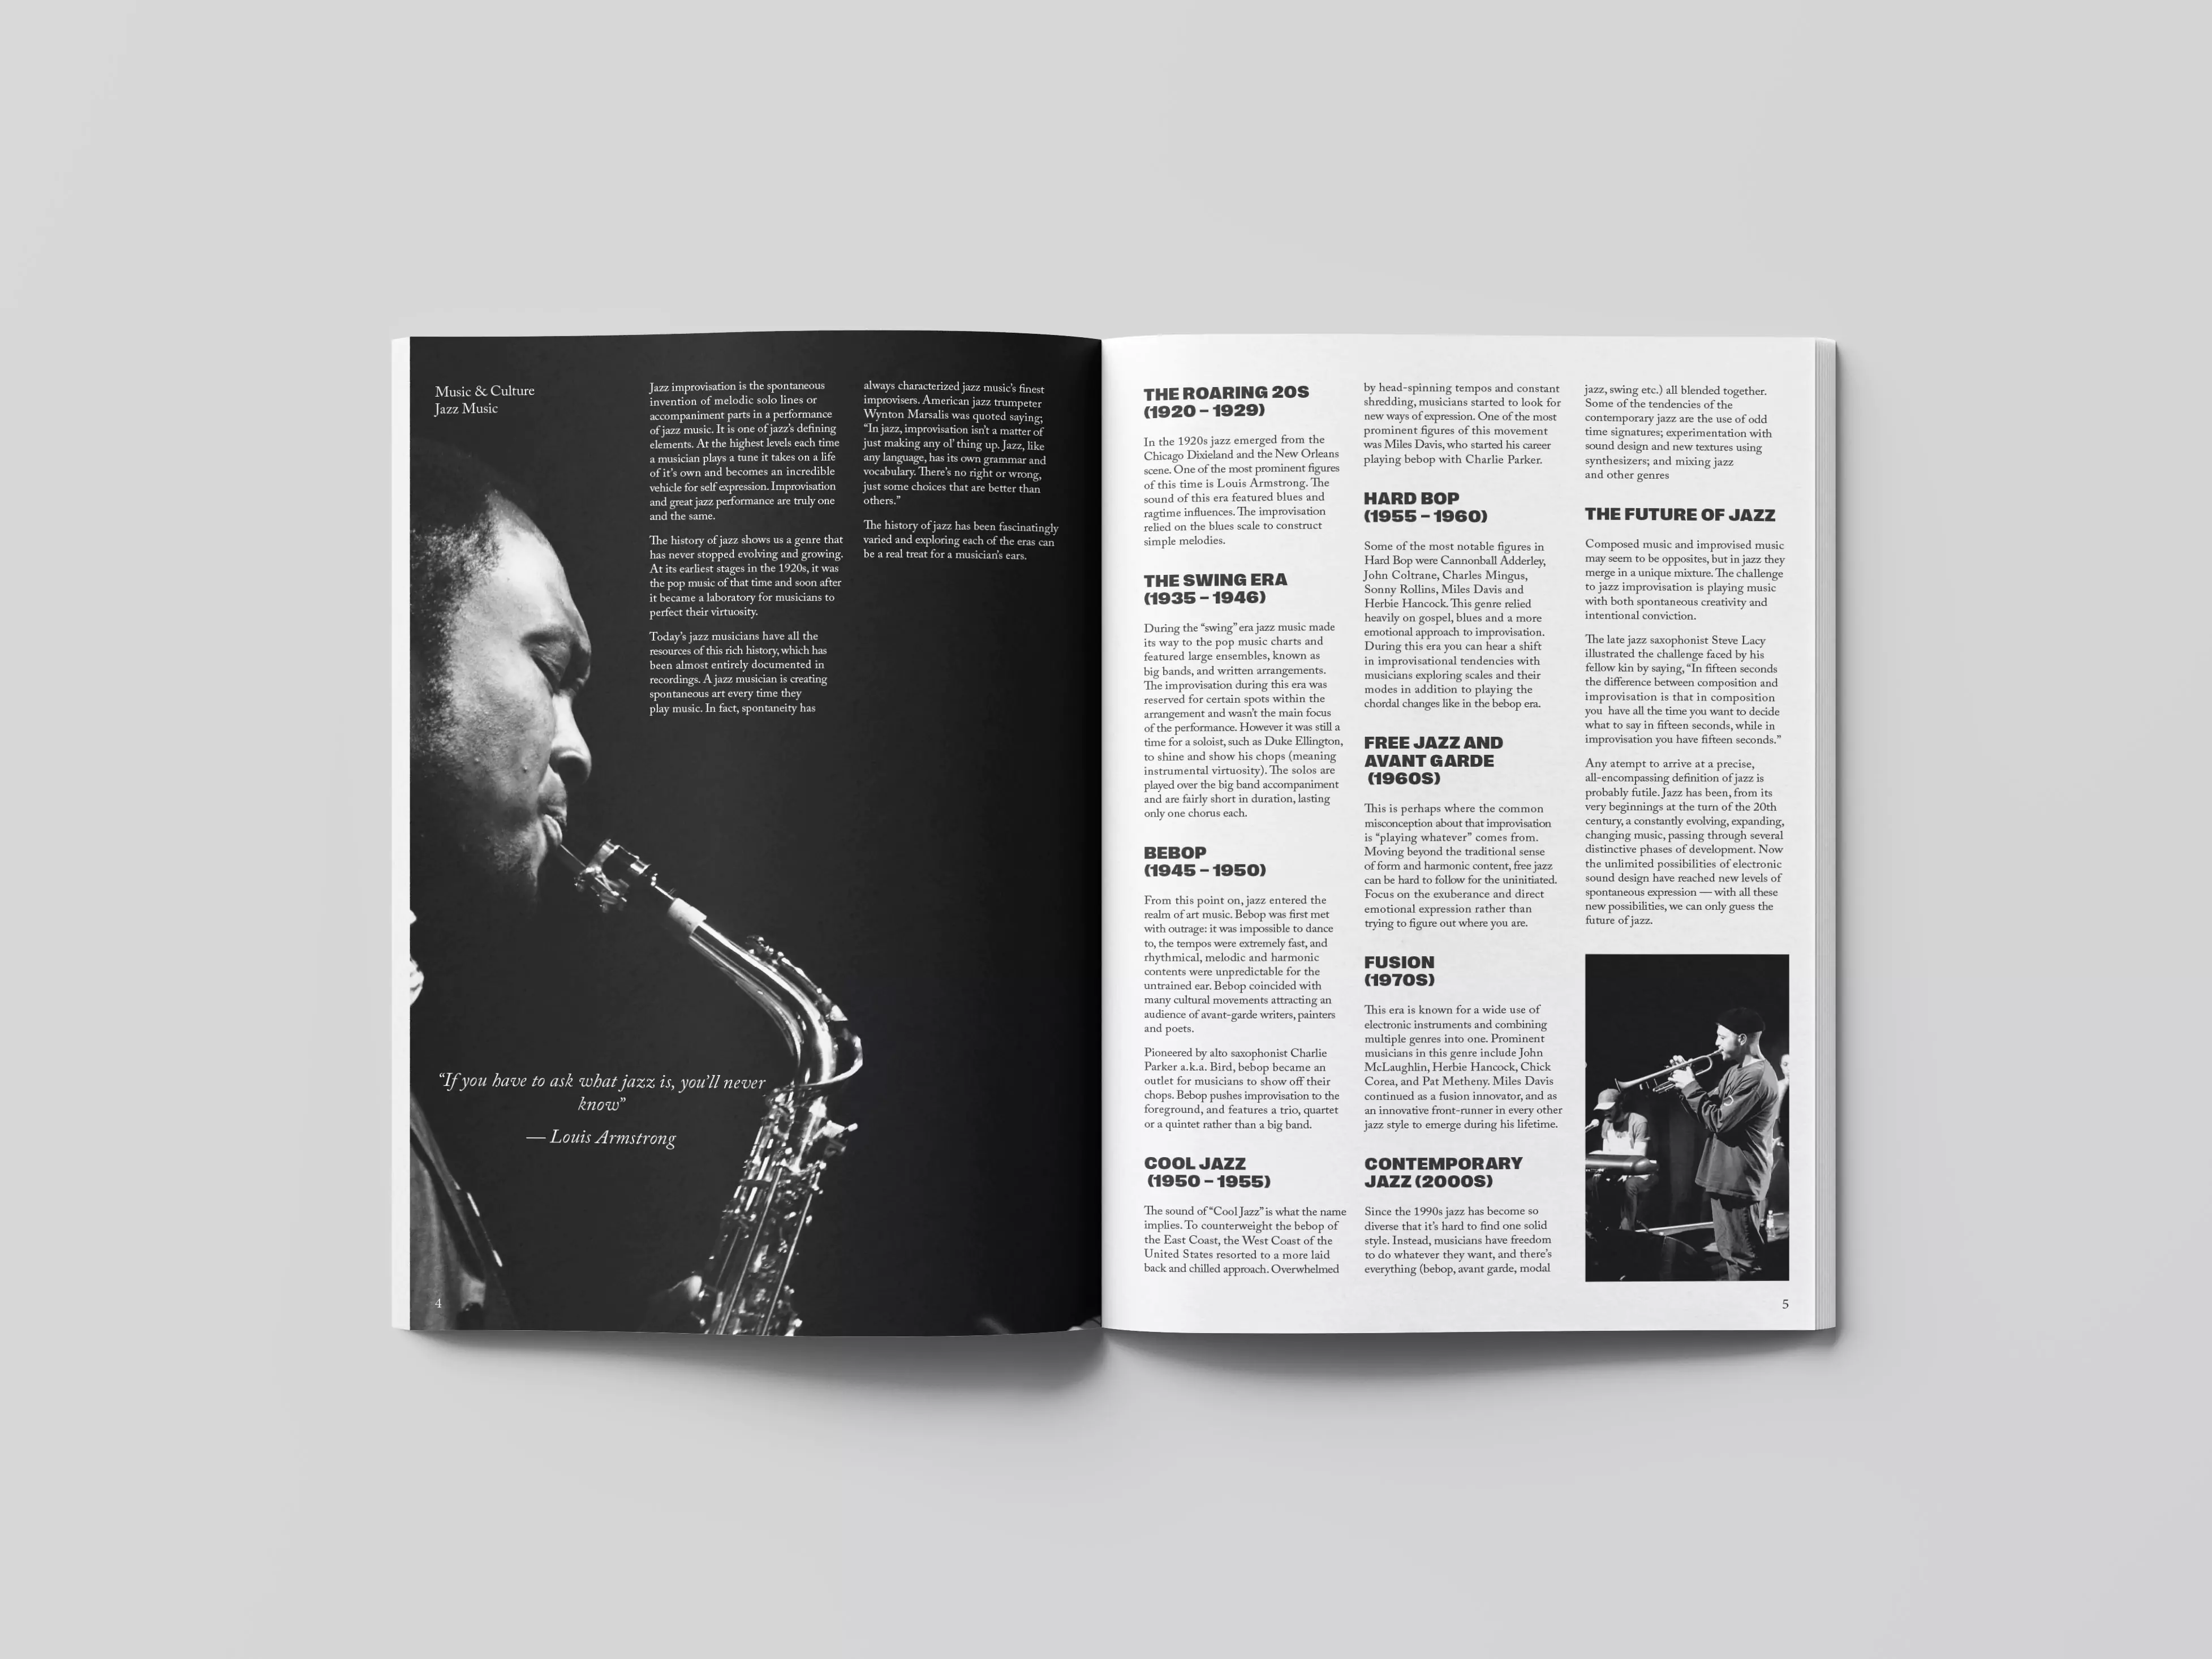 Music & Culture
Jazz Music
Jazz improvisation is the spontaneous
invention of melodic solo lines or
accompaniment parts in a performance
of jazz music. It is one of jazz's defining
elements. At the highest levels each time
a musician plays a tune it takes on a life
of it's own and becomes an incredible
vehicle for self expression. Improvisation
and great jazz performance are truly one
and the same.
The history of jazz shows us a genre that
has never stopped evolving and growing.
At its earliest stages in the 1920s, it was
the pop music of that time and soon after
it became a laboratory for musicians to
perfect their virtuosity.
Today's jazz musicians have all the
resources of this rich history, which has
been almost entirely documented in
recordings. A jazz musician is creating
spontaneous art every time they
play music. In fact, spontaneity has
always characterized jazz music's finest
improvisers. American jazz trumpeter
Wynton Marsalis was quoted saying;
“In jazz, improvisation isn't a matter of
just making any ol' thing up. Jazz, like
any language, has its own grammar and
vocabulary. There's no right or wrong,
just some choices that are better than
others.”
The history of jazz has been fascinatingly
varied and exploring each of the eras can
be a real treat for a musician's ears.
“If you have to ask what jazz is, you'll never
know”
— Louis Armstrong
4
THE ROARING 20S
(1920 – 1929)
In the 1920s jazz emerged from the
Chicago Dixieland and the New Orleans
scene. One of the most prominent figures
of this time is Louis Armstrong. The
sound of this era featured blues and
ragtime influences. The improvisation
relied on the blues scale to construct
simple melodies.
THE SWING ERA
(1935 – 1946)
During the “swing” era jazz music made
its way to the pop music charts and
featured large ensembles, known as
big bands, and written arrangements.
The improvisation during this era was
reserved for certain spots within the
arrangement and wasn't the main focus
of the performance. However it was still a
time for a soloist, such as Duke Ellington,
to shine and show his chops (meaning
instrumental virtuosity). The solos are
played over the big band accompaniment
and are fairly short in duration, lasting
only one chorus each.
BEBOP
(1945 – 1950)
From this point on, jazz entered the
realm of art music. Bebop was first met
with outrage: it was impossible to dance
to, the tempos were extremely fast, and
rhythmical, melodic and harmonic
contents were unpredictable for the
untrained ear. Bebop coincided with
many cultural movements attracting an
audience of avant-garde writers, painters
and poets.
Pioneered by alto saxophonist Charlie
Parker a.k.a. Bird, bebop became an
outlet for musicians to show off their
chops. Bebop pushes improvisation to the
foreground, and features a trio, quartet
or a quintet rather than a big band.
COOL JAZZ
(1950 – 1955)
The sound of “Cool Jazz” is what the name
implies. To counterweight the bebop of
the East Coast, the West Coast of the
United States resorted to a more laid
back and chilled approach. Overwhelmed
by head-spinning tempos and constant
shredding, musicians started to look for
new ways of expression. One of the most
prominent figures of this movement
was Miles Davis, who started his career
playing bebop with Charlie Parker.
HARD BOP
(1955 – 1960)
Some of the most notable figures in
Hard Bop were Cannonball Adderley,
John Coltrane, Charles Mingus,
Sonny Rollins, Miles Davis and
Herbie Hancock. This genre relied
heavily on gospel, blues and a more
emotional approach to improvisation.
During this era you can hear a shift
in improvisational tendencies with
musicians exploring scales and their
modes in addition to playing the
chordal changes like in the bebop era.
FREE JAZZ AND
AVANT GARDE
(1960S)
This is perhaps where the common
misconception about that improvisation
is “playing whatever” comes from.
Moving beyond the traditional sense
of form and harmonic content, free jazz
can be hard to follow for the uninitiated.
Focus on the exuberance and direct
emotional expression rather than
trying to figure out where you are.
FUSION
(1970S)
This era is known for a wide use of
electronic instruments and combining
multiple genres into one. Prominent
musicians in this genre include John
McLaughlin, Herbie Hancock, Chick
Corea, and Pat Metheny. Miles Davis
continued as a fusion innovator, and as
an innovative front-runner in every other
jazz style to emerge during his lifetime.
CONTEMPORARY
JAZZ (2000S)
Since the 1990s jazz has become so
diverse that it's hard to find one solid
style. Instead, musicians have freedom
to do whatever they want, and there's
everything (bebop, avant garde, modal
jazz, swing etc.) all blended together.
Some of the tendencies of the
contemporary jazz are the use of odd
time signatures; experimentation with
sound design and new textures using
synthesizers; and mixing jazz
and other genres
THE FUTURE OF JAZZ
Composed music and improvised music
may seem to be opposites, but in jazz they
merge in a unique mixture. The challenge
to jazz improvisation is playing music
with both spontaneous creativity and
intentional conviction.
The late jazz saxophonist Steve Lacy
illustrated the challenge faced by his
fellow kin by saying, “In fifteen seconds
the difference between composition and
improvisation is that in composition
you have all the time you want to decide
what to say in fifteen seconds, while in
improvisation you have fifteen seconds.”
Any atempt to arrive at a precise,
all-encompassing definition of jazz is
probably futile. Jazz has been, from its
very beginnings at the turn of the 20th
century, a constantly evolving, expanding,
changing music, passing through several
distinctive phases of development. Now
the unlimited possibilities of electronic
sound design have reached new levels of
spontaneous expression — with all these
new possibilities, we can only guess the
future of jazz.
5